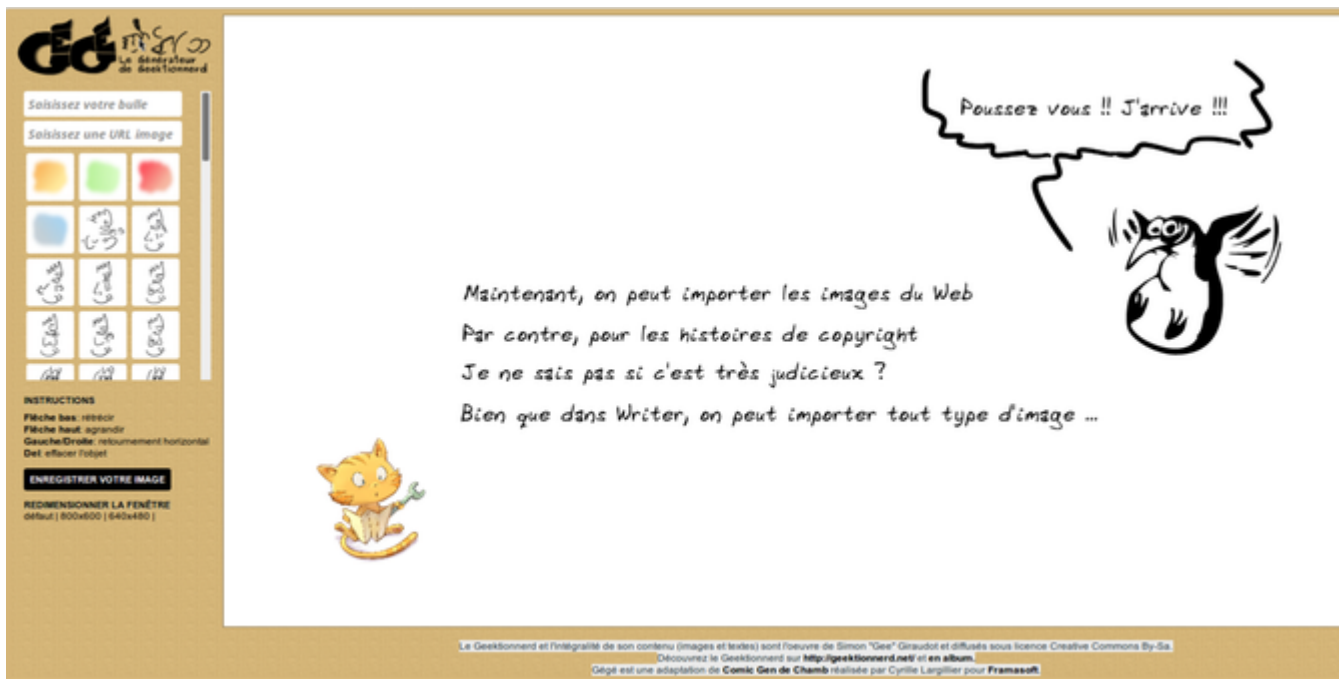 Le Générateur
de Geektionnerd
Saisissez votre bulle
Saisissez une URL image
INSTRUCTIONS
Flèche bas: rétrécir
Flèche haut: agrandir
Gauche/Droite: retournement horizontal
Del: effacer l'objet
ENREGISTRER VOTRE IMAGE
REDIMENSIONNER LA FENÊTRE
défaut | 800x600 | 640x480 |
Poussez vous !! J'arrive !!!
Maintenant, on peut importer les images du Web
Par contre, pour les histoires de copyright
Je ne sais pas si c'est très judicieux ?
Bien que dans Writer, on peut importer tout type d'image ...
Le Geektionnerd et l'intégralité de son contenu (images et textes) sont l'oeuvre de Simon "Gee" Giraudot et diffusés sous licence Creative Commons By-Sa.
Découvrez le Geektionnerd sur http://geektionnerd.net/ et en album.
Gégé est une adaptation de Comic Gen de Chamb réalisée par Cyrille Largillier pour Framasoft.